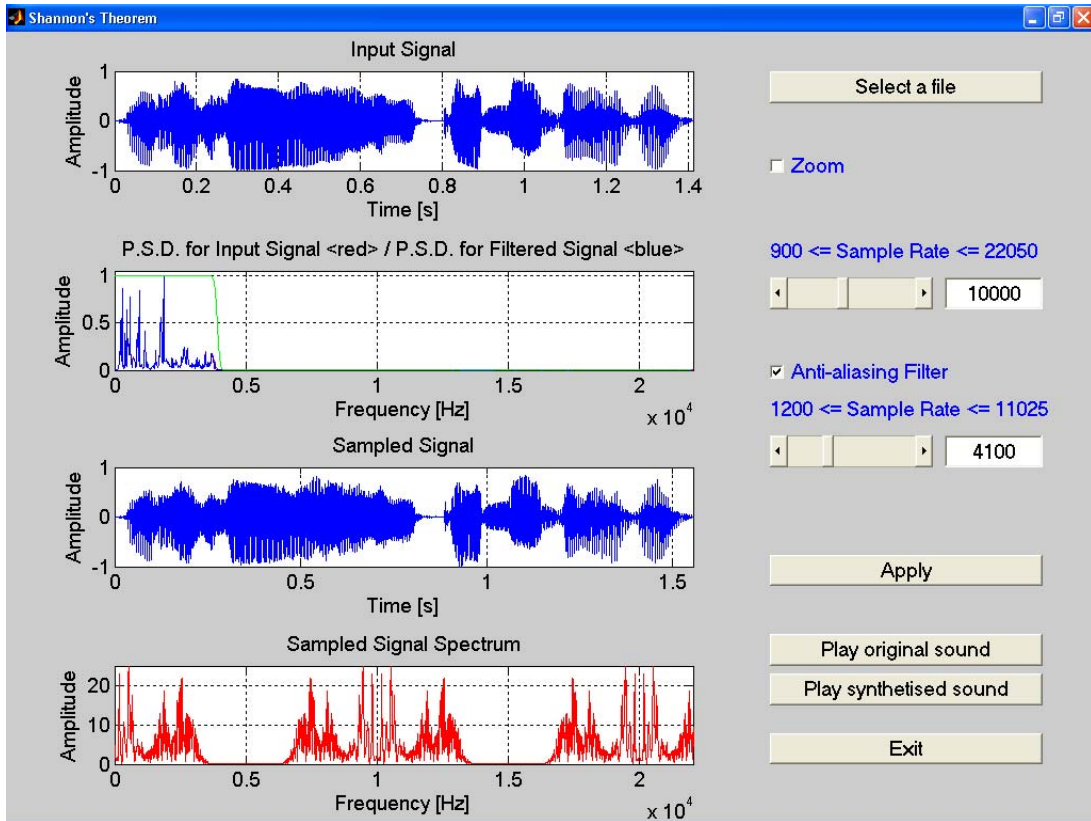 Shannon's Theorem
Input Signal
Amplitude
1
0
-1
0 0.2 0.4 0.6 0.8 1 1.2 1.4
Time [s]
P.S.D. for Input Signal <red> / P.S.D. for Filtered Signal <blue>
Amplitude
1
0.5
0
0 0.5 1 1.5 2
Frequency [Hz]
x 10^4
Sampled Signal
Amplitude
1
0
-1
0 0.5 1 1.5
Time [s]
Sampled Signal Spectrum
Amplitude
20
10
0
0 0.5 1 1.5 2
Frequency [Hz]
x 10^4
Select a file
Zoom
900 <= Sample Rate <= 22050
10000
Anti-aliasing Filter
1200 <= Sample Rate <= 11025
4100
Apply
Play original sound
Play synthetised sound
Exit